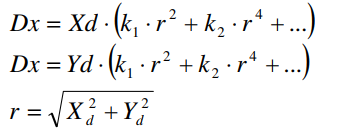 Dx = Xd · (k₁ · r² + k₂ · r⁴ + ...)
Dx = Yd · (k₁ · r² + k₂ · r⁴ + ...)
r = √(X_d² + Y_d²)